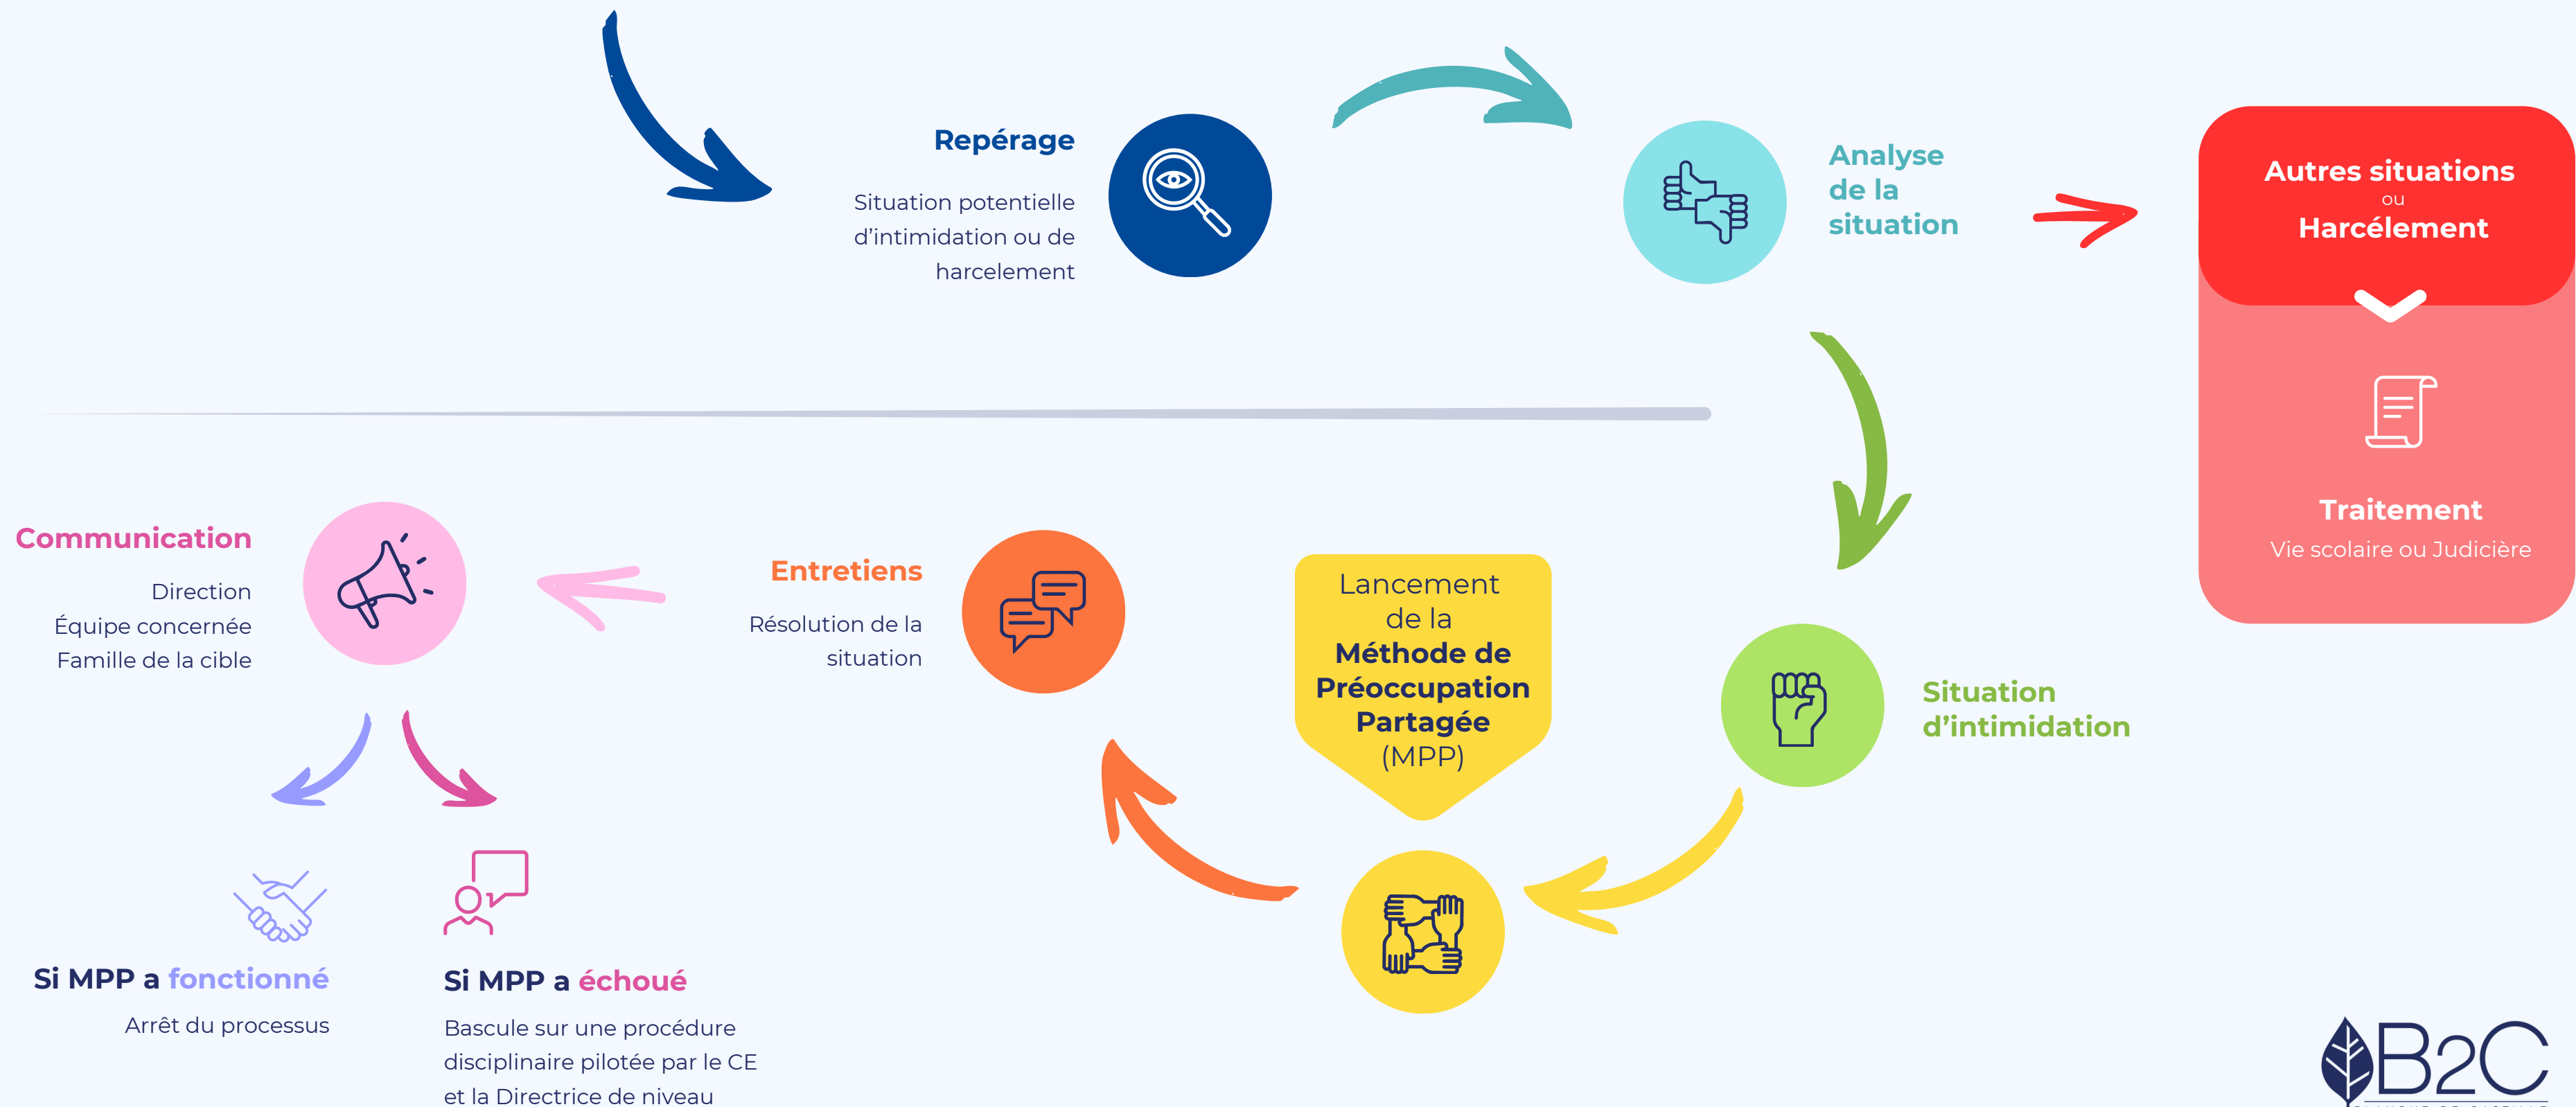 Repérage
Situation potentielle
d'intimidation ou de
harcelement
Analyse
de la
situation
Autres situations
ou
Harcélement
Traitement
Vie scolaire ou Judicière
Situation
d'intimidation
Lancement
de la
Méthode de
Préoccupation
Partagée
(MPP)
Entretiens
Résolution de la
situation
Communication
Direction
Équipe concernée
Famille de la cible
Si MPP a fonctionné
Arrêt du processus
Si MPP a échoué
Bascule sur une procédure
disciplinaire pilotée par le CE
et la Directrice de niveau
B2C